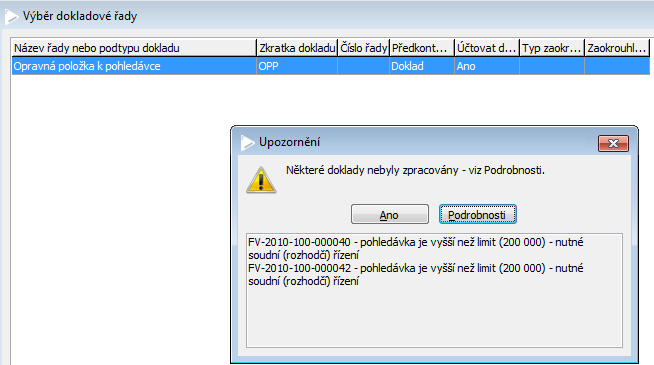 Výběr dokladové řady
Název řady nebo podtypu dokladu Zkratka dokladu Číslo řady Předkont... Účtovat d... Typ zaokr... Zaokrouhl...
Opravná položka k pohledávce OPP Doklad Ano
Upozornění
Některé doklady nebyly zpracovány - viz Podrobnosti.
Ano Podrobnosti
FV-2010-100-000040 - pohledávka je vyšší než limit (200 000) - nutné
soudní (rozhodčí) řízení
FV-2010-100-000042 - pohledávka je vyšší než limit (200 000) - nutné
soudní (rozhodčí) řízení